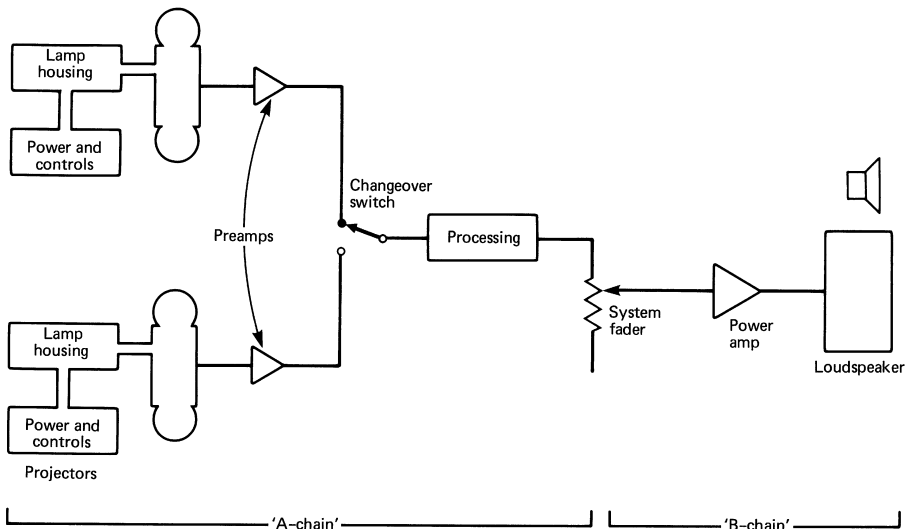 Lamp
housing
Power and
controls
Changeover
switch
Preamps
Processing
System
fader
Power
amp
Loudspeaker
Lamp
housing
Power and
controls
Projectors
'A–chain'
'B–chain'